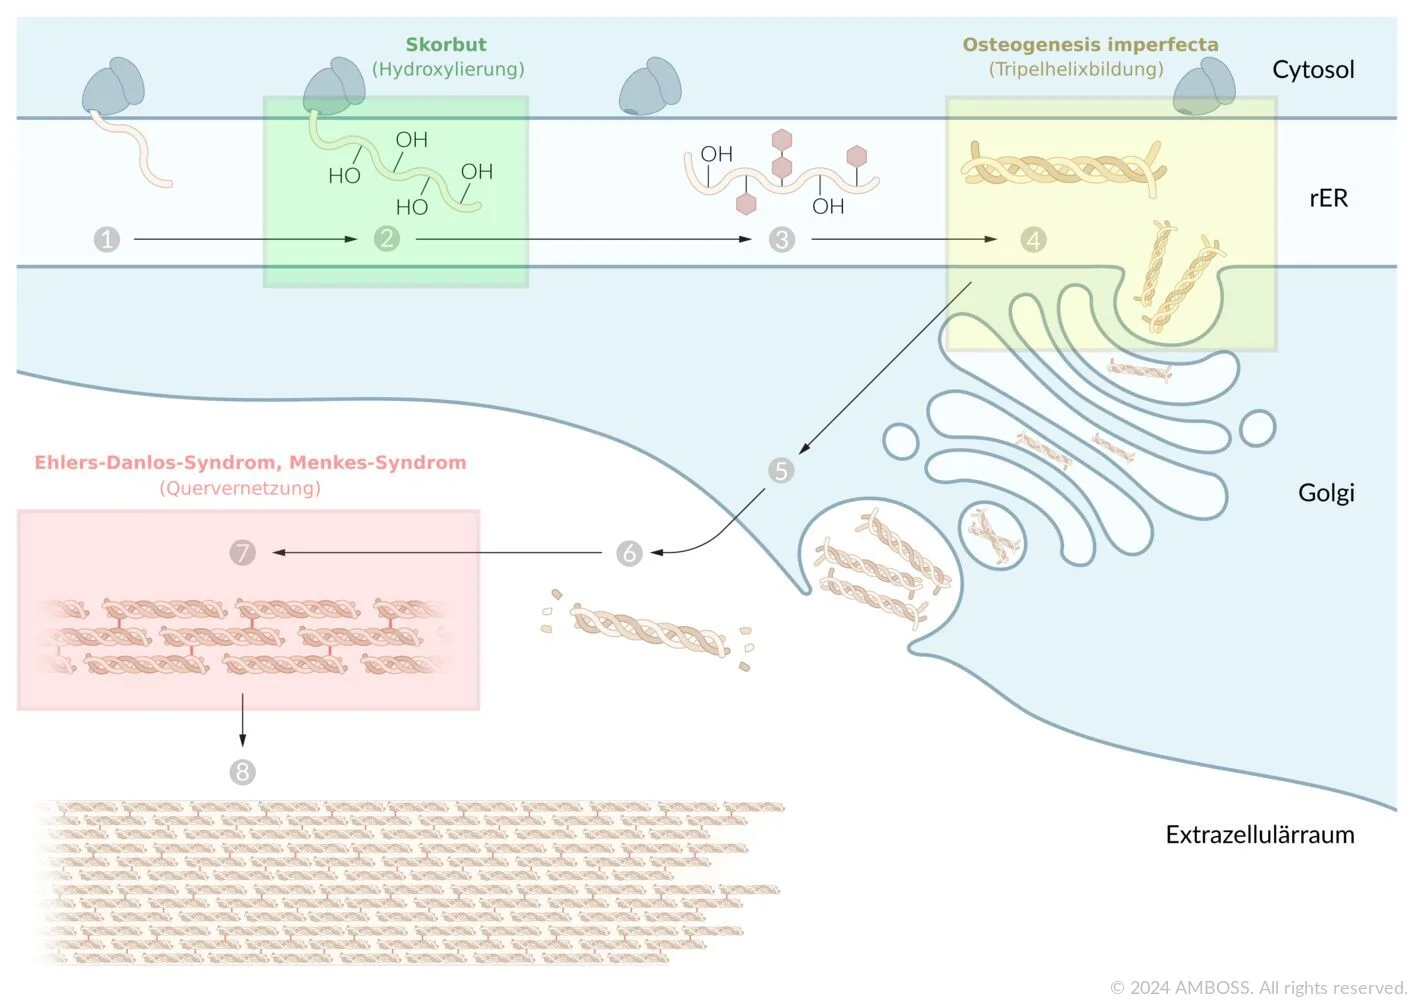 Skorbut
(Hydroxylierung)
Osteogenesis imperfecta
(Tripelhelixbildung)
Cytosol
OH
HO
OH
HO
OH
OH
rER
1
2
3
4
Ehlers-Danlos-Syndrom, Menkes-Syndrom
(Quervernetzung)
5
Golgi
7
6
8
Extrazellulärraum
© 2024 AMBOSS. All rights reserved.